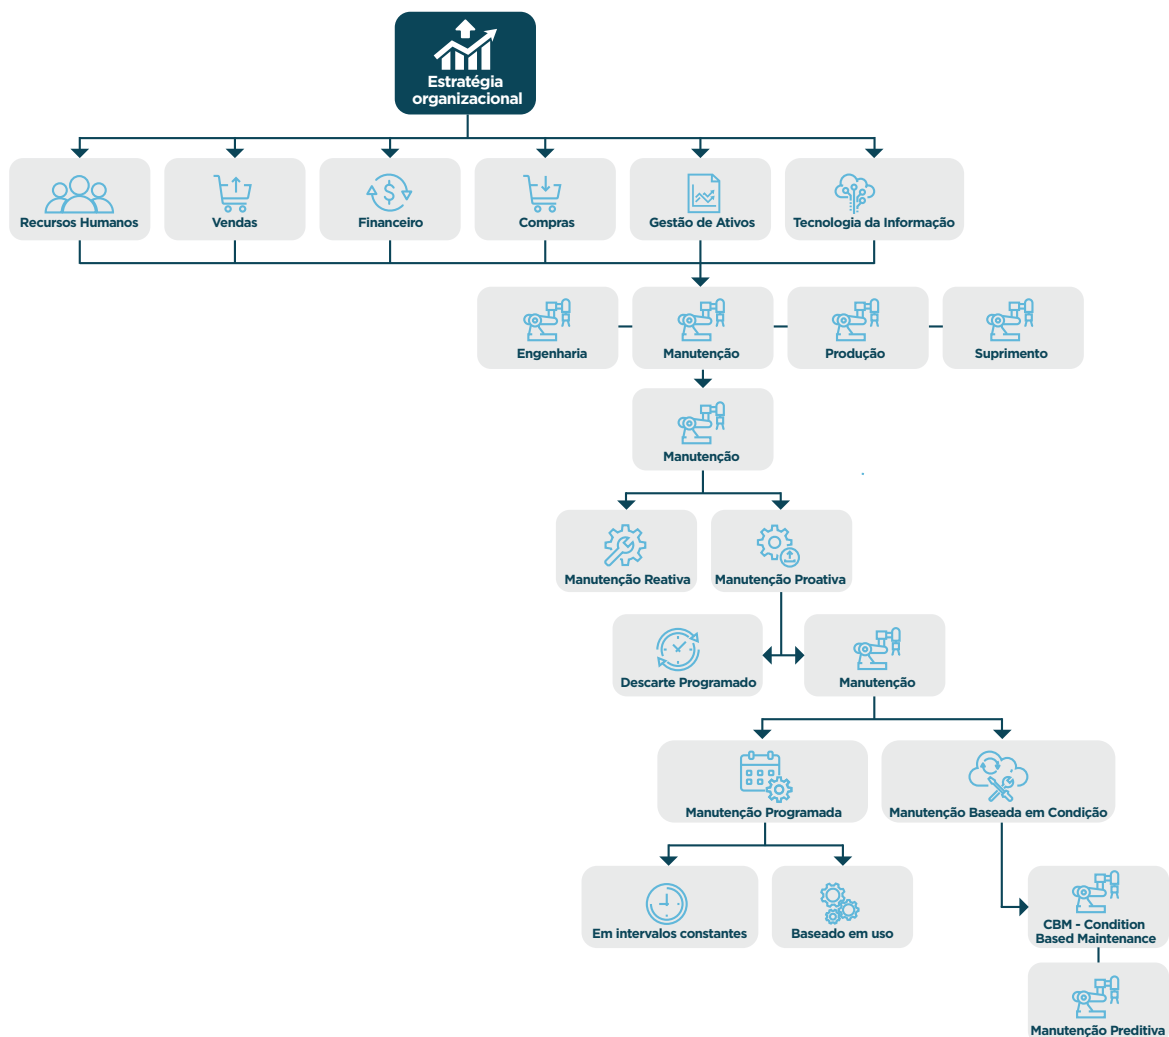 Estratégia
organizacional
Recursos Humanos
Vendas
Financeiro
Compras
Gestão de Ativos
Tecnologia da Informação
Engenharia
Manutenção
Produção
Suprimento
Manutenção
Manutenção Reativa
Manutenção Proativa
Descarte Programado
Manutenção
Manutenção Programada
Manutenção Baseada em Condição
Em intervalos constantes
Baseado em uso
CBM - Condition
Based Maintenance
Manutenção Preditiva